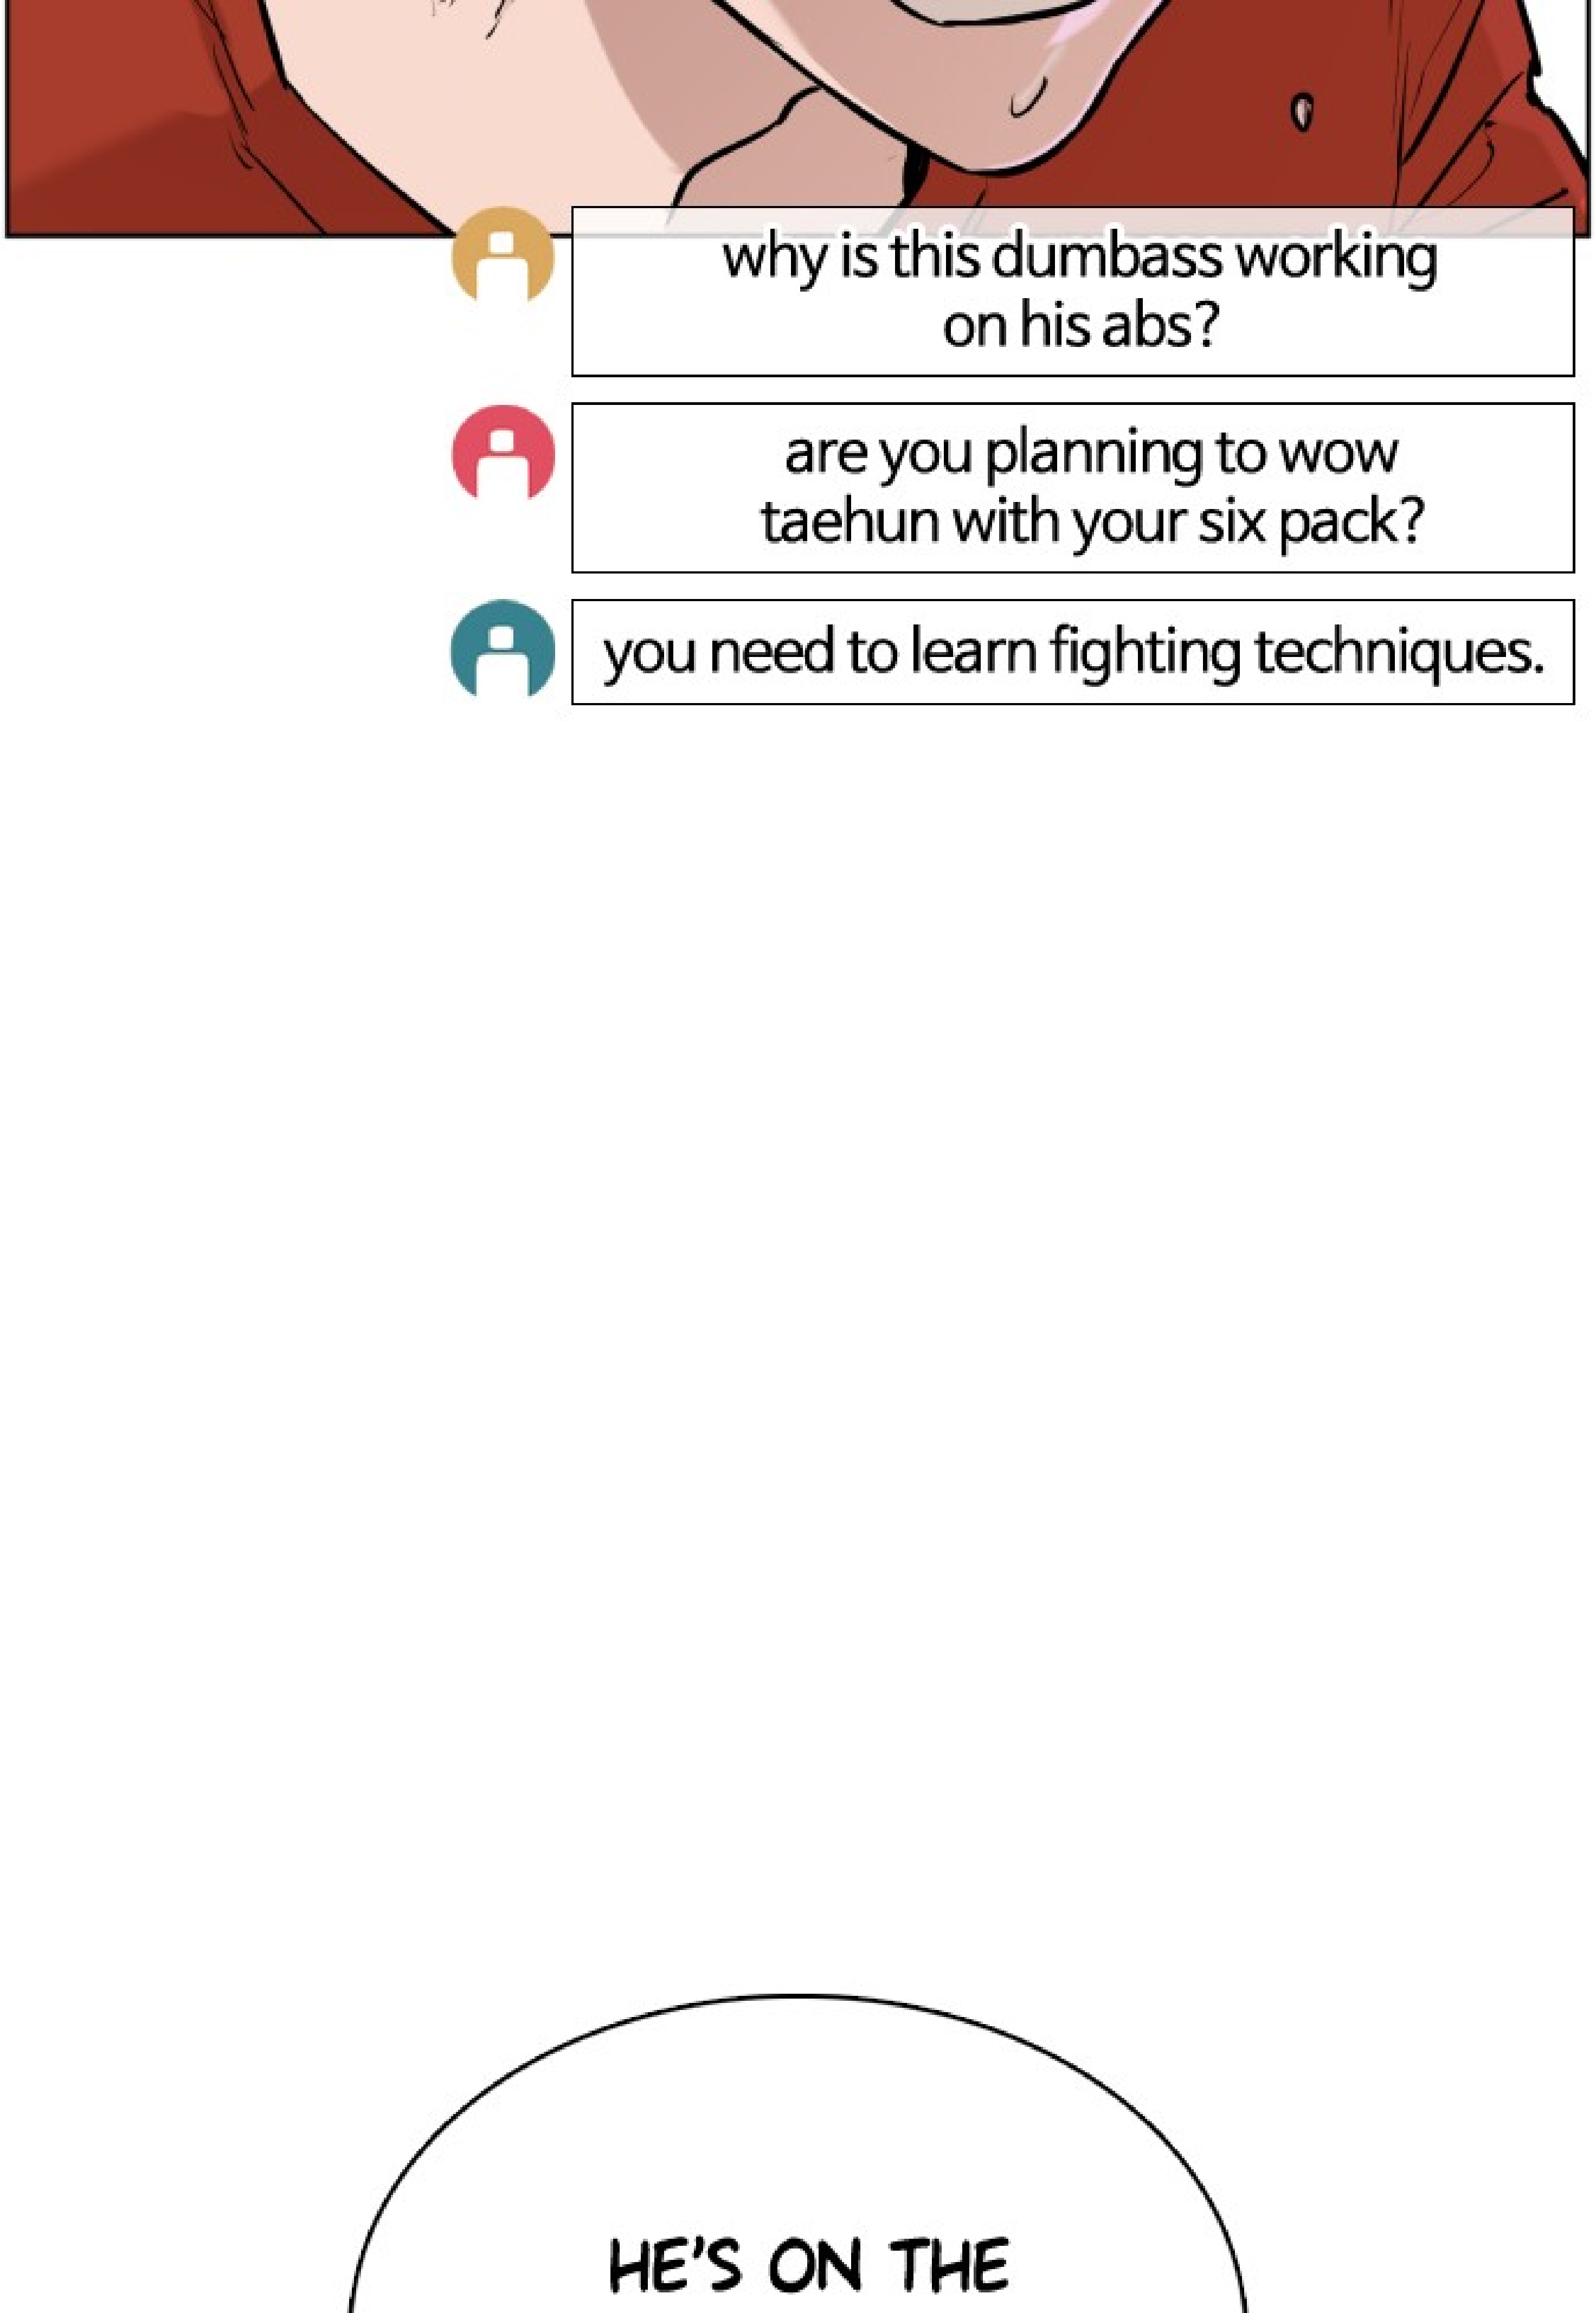 why is this dumbass working
on his abs?
are you planning to wow
taehun with your six pack?
you need to learn fighting techniques.
HE'S ON THE